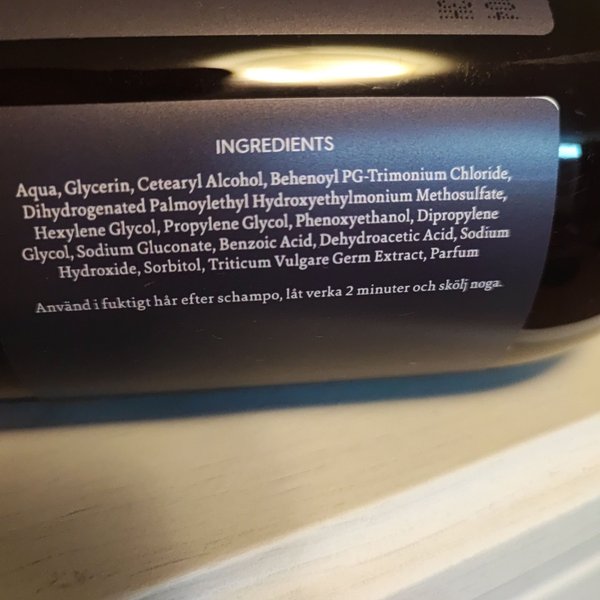 INGREDIENTS
Aqua, Glycerin, Cetearyl Alcohol, Behenoyl PG-Trimonium Chloride,
Dihydrogenated Palmoylethyl Hydroxyethylmonium Methosulfate,
Hexylene Glycol, Propylene Glycol, Phenoxyethanol, Dipropylene
Glycol, Sodium Gluconate, Benzoic Acid, Dehydroacetic Acid, Sodium
Hydroxide, Sorbitol, Triticum Vulgare Germ Extract, Parfum
Använd i fuktigt hår efter schampo, låt verka 2 minuter och skölj noga.